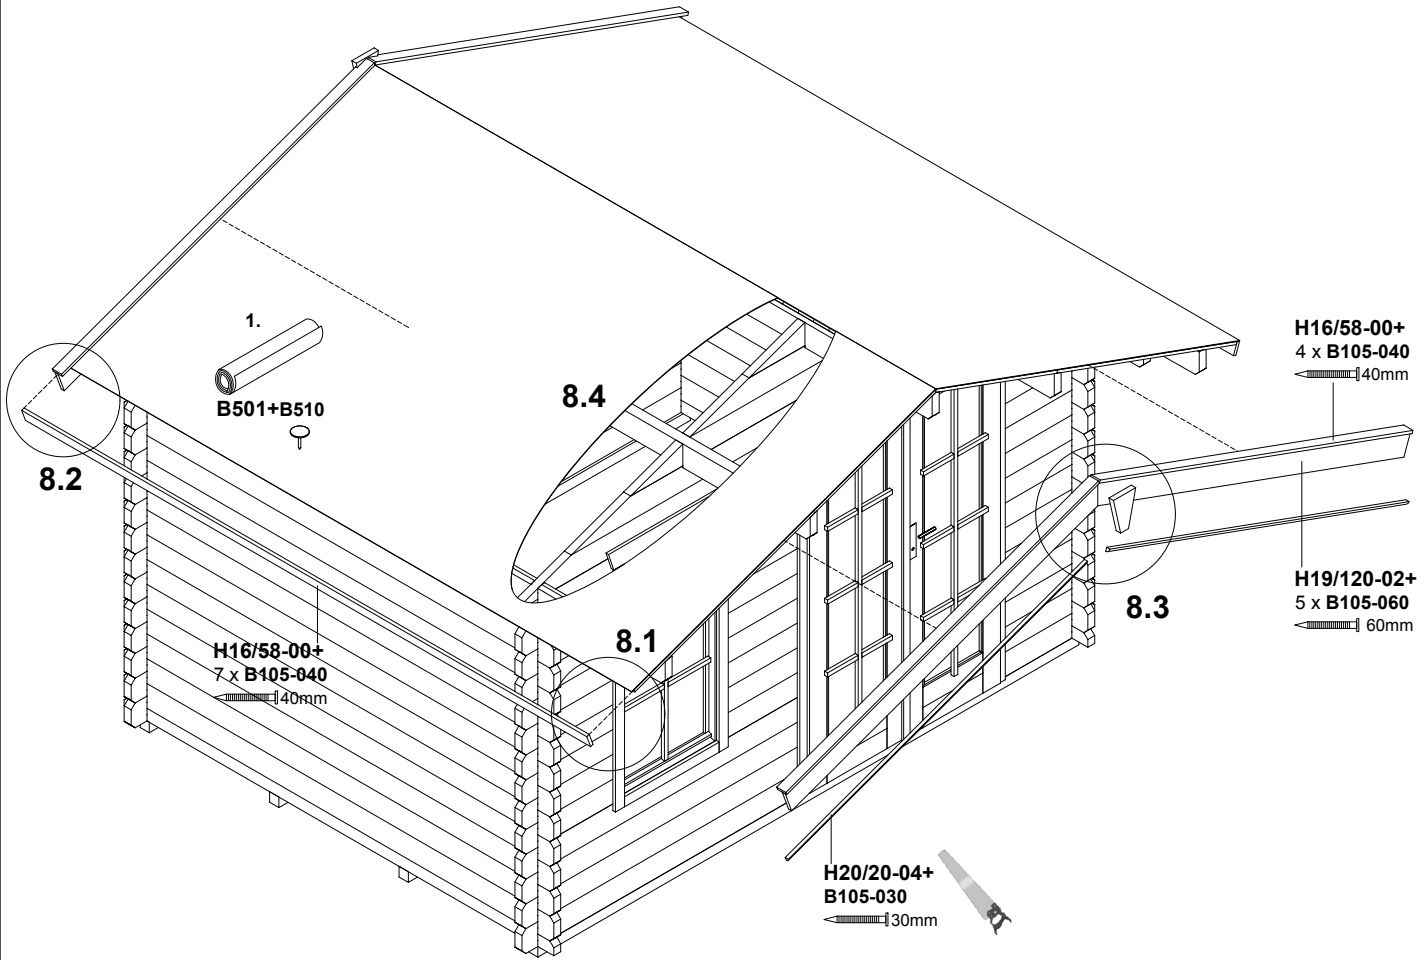 1.
B501+B510
8.4
8.2
H16/58-00+
4 x B105-040
40mm
H19/120-02+
5 x B105-060
60mm
8.3
8.1
H16/58-00+
7 x B105-040
40mm
H20/20-04+
B105-030
30mm